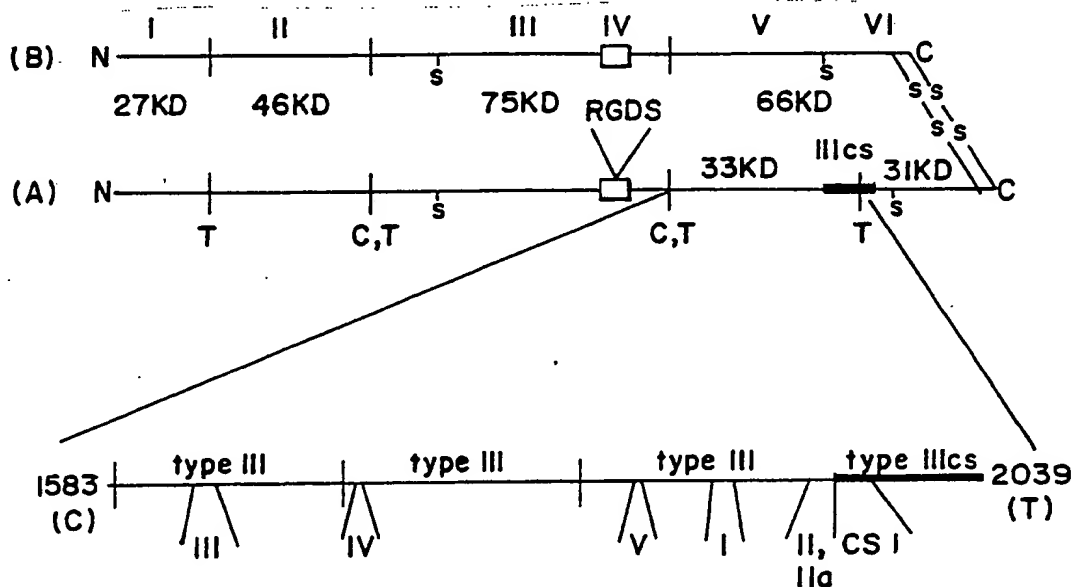 I II III IV V VI
(B) N C
S S S S
27KD 46KD 75KD 66KD S S
RGDS
IIIcs
33KD 31KD
(A) N C
S S
T C,T C,T T
type III type III type III type IIIcs
1583 2039
(C) (T)
III IV V I II, CS I
IIa